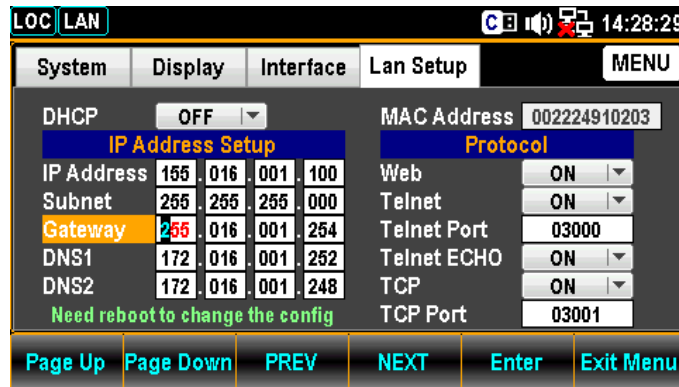 LOC LAN C 14:28:29
System Display Interface Lan Setup MENU
DHCP OFF
IP Address Setup
IP Address 155 . 016 . 001 . 100
Subnet 255 . 255 . 255 . 000
Gateway 255 . 016 . 001 . 254
DNS1 172 . 016 . 001 . 252
DNS2 172 . 016 . 001 . 248
Need reboot to change the config
MAC Address 002224910203
Protocol
Web ON
Telnet ON
Telnet Port 03000
Telnet ECHO ON
TCP ON
TCP Port 03001
Page Up Page Down PREV NEXT Enter Exit Menu